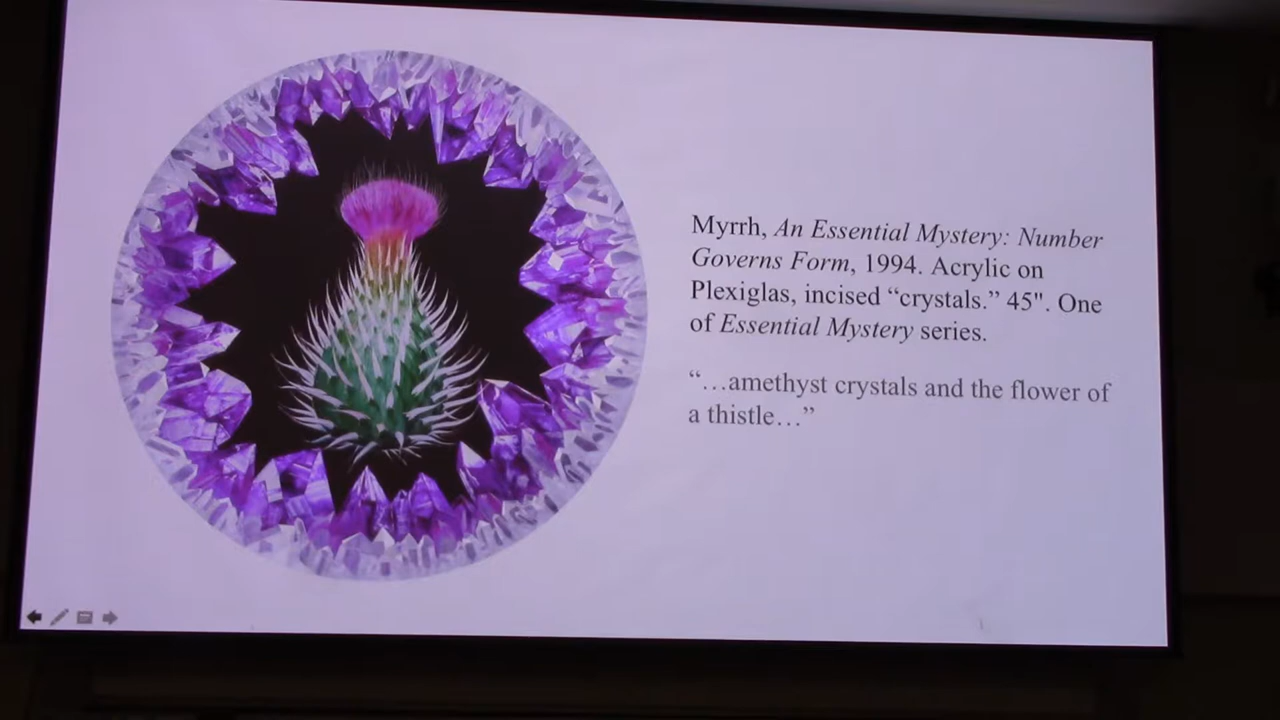 Myrrh, An Essential Mystery: Number
Governs Form, 1994. Acrylic on
Plexiglas, incised “crystals.” 45". One
of Essential Mystery series.
“…amethyst crystals and the flower of
a thistle…”